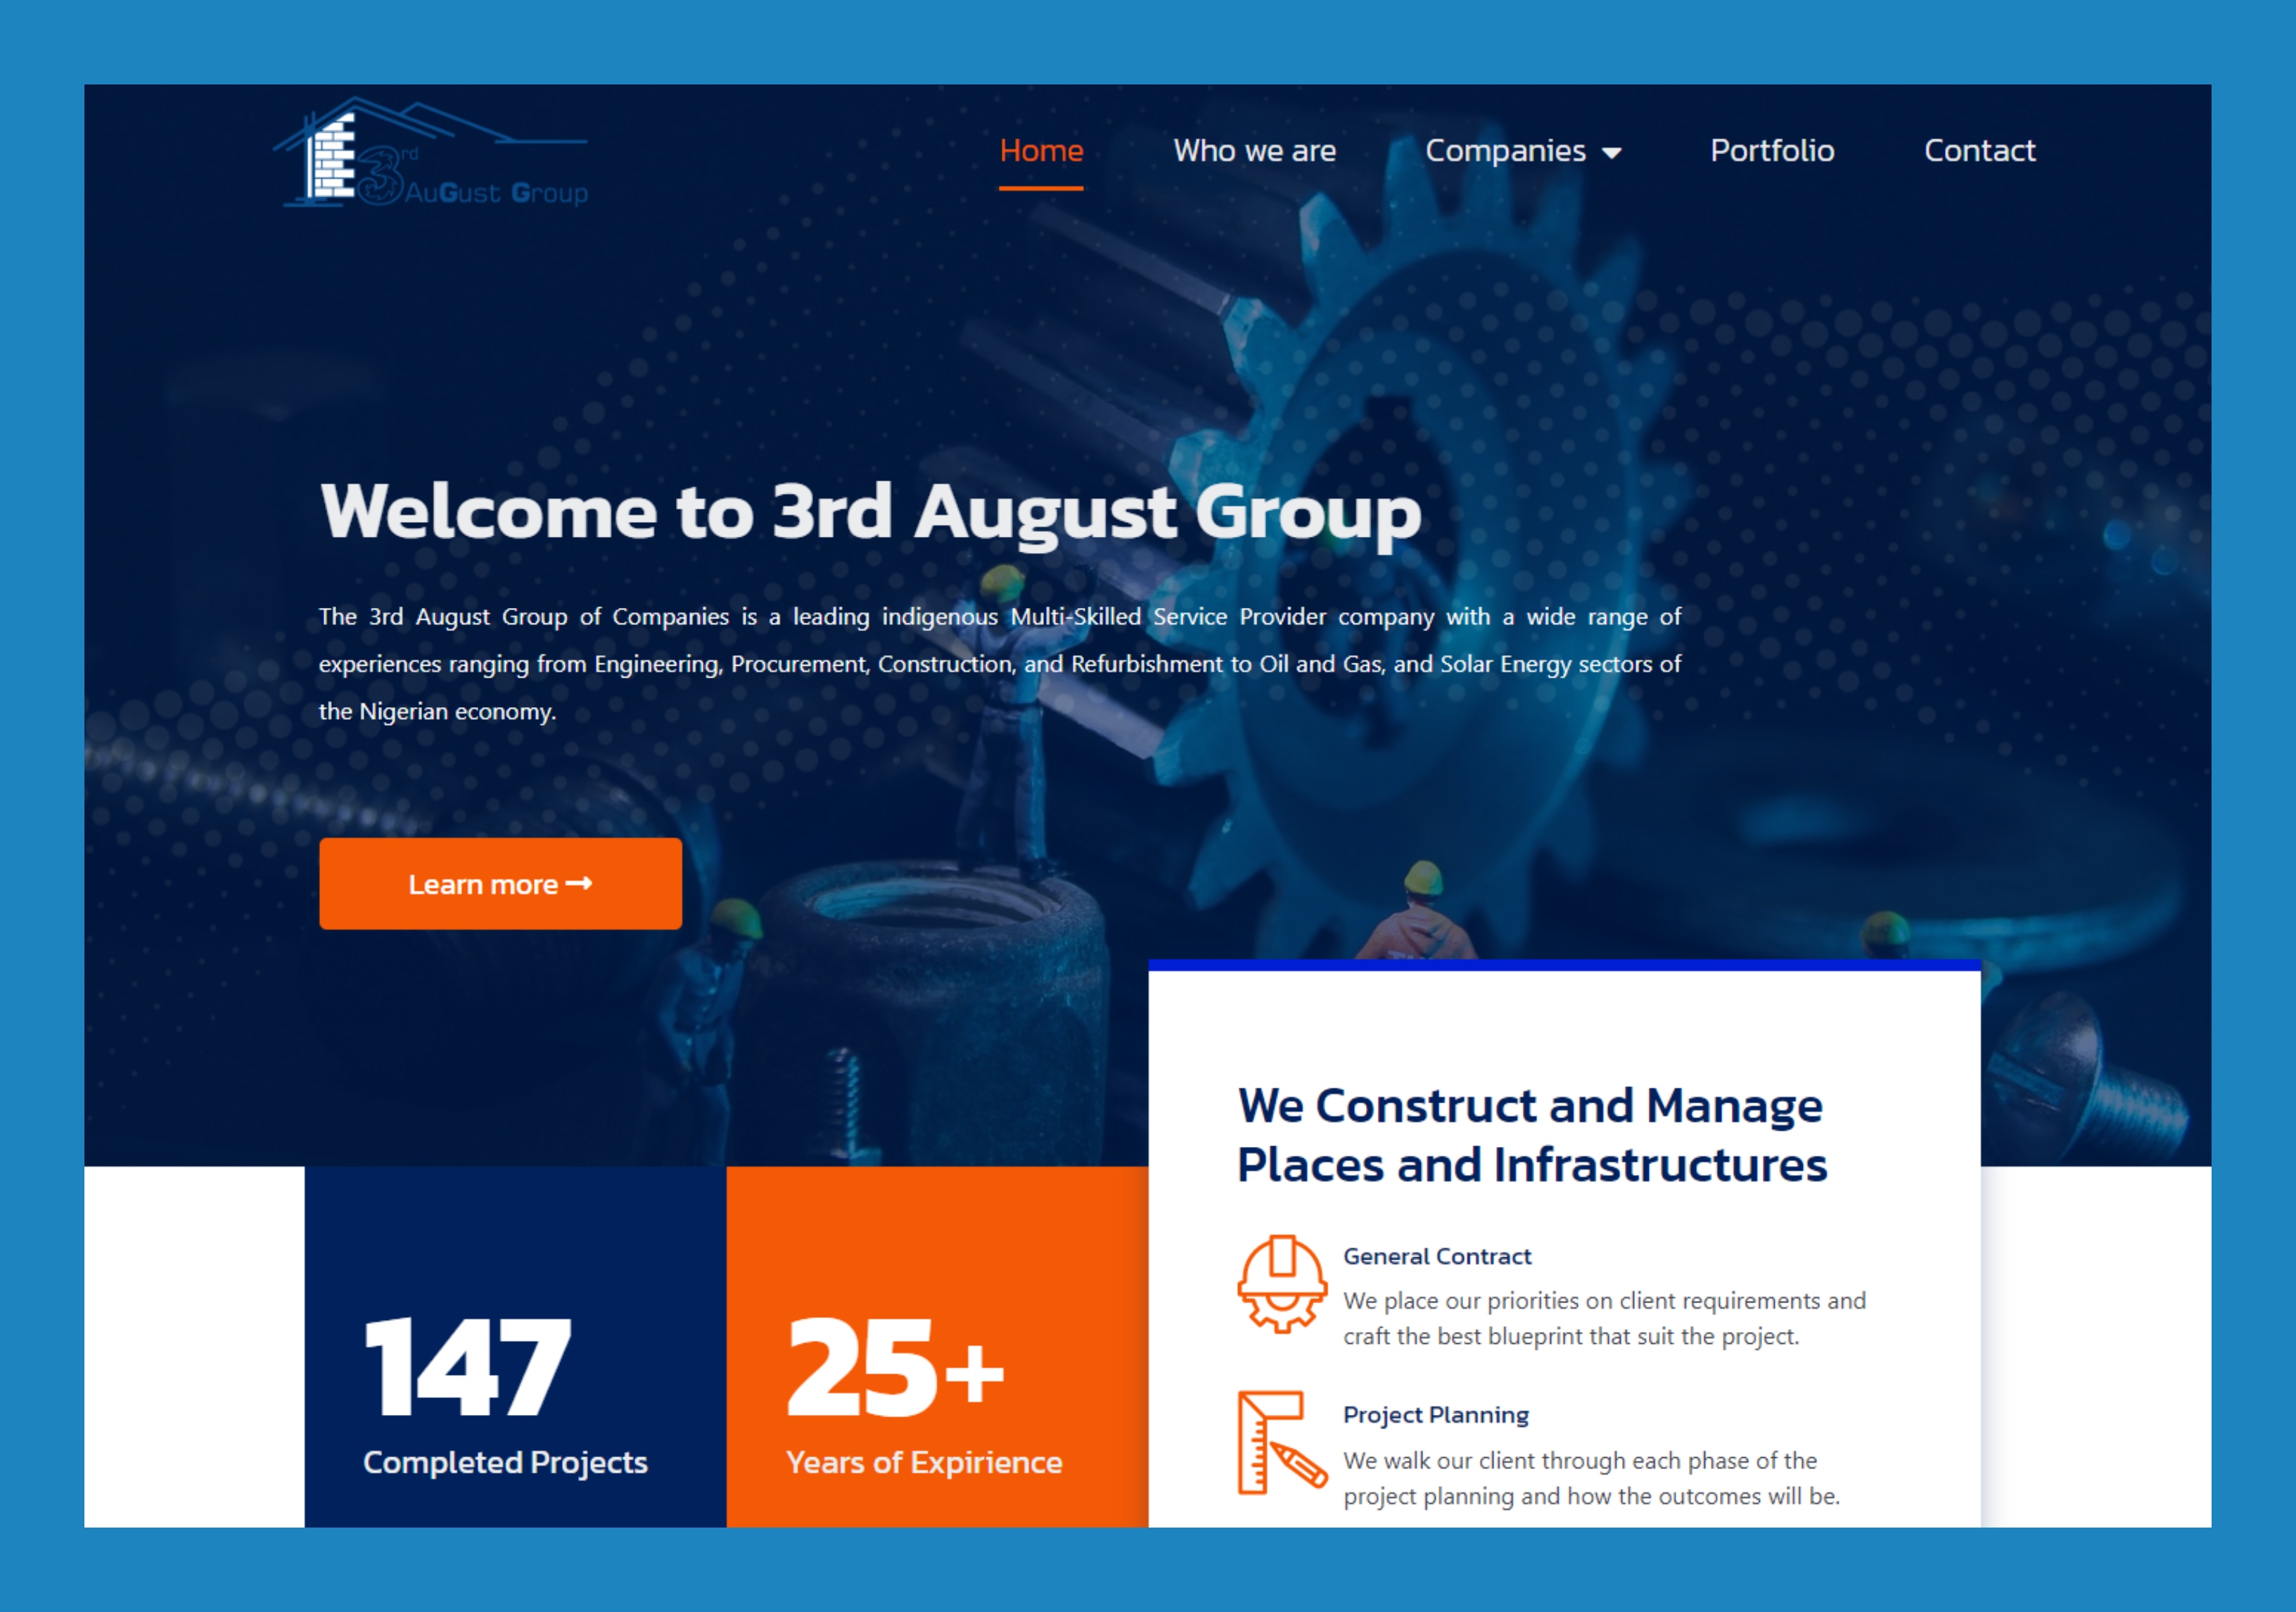 3rd
AuGust Group
Home
Who we are
Companies
Portfolio
Contact
Welcome to 3rd August Group
The 3rd August Group of Companies is a leading indigenous Multi-Skilled Service Provider company with a wide range of
experiences ranging from Engineering, Procurement, Construction, and Refurbishment to Oil and Gas, and Solar Energy sectors of
the Nigerian economy.
Learn more →
147
Completed Projects
25+
Years of Expirience
We Construct and Manage
Places and Infrastructures
General Contract
We place our priorities on client requirements and
craft the best blueprint that suit the project.
Project Planning
We walk our client through each phase of the
project planning and how the outcomes will be.